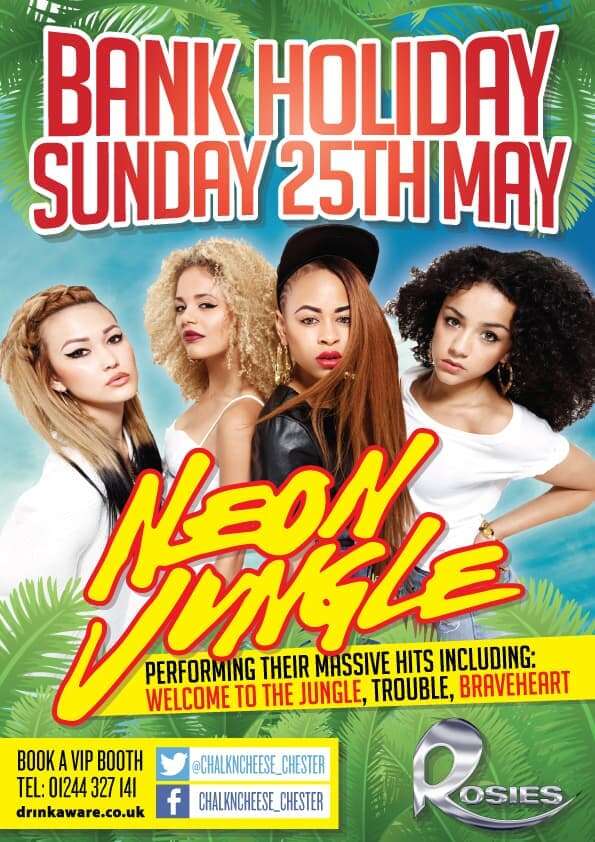 BANK HOLIDAY
SUNDAY 25TH MAY
NEON
JUNGLE
PERFORMING THEIR MASSIVE HITS INCLUDING:
WELCOME TO THE JUNGLE, TROUBLE, BRAVEHEART
BOOK A VIP BOOTH
TEL: 01244 327 141
drinkaware.co.uk
@CHALKNCHEESE_CHESTER
CHALKNCHEESE_CHESTER
ROSIES